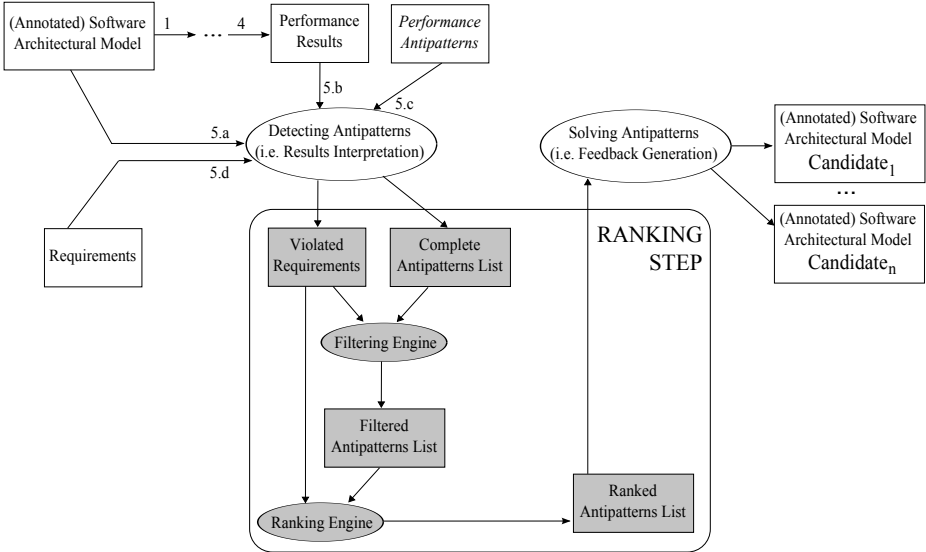 (Annotated) Software
Architectural Model
1
...
4
Performance
Results
Performance
Antipatterns
5.b
5.c
5.a
5.d
Detecting Antipatterns
(i.e. Results Interpretation)
Solving Antipatterns
(i.e. Feedback Generation)
(Annotated) Software
Architectural Model
Candidate1
...
(Annotated) Software
Architectural Model
Candidaten
Requirements
Violated
Requirements
Complete
Antipatterns List
RANKING
STEP
Filtering Engine
Filtered
Antipatterns List
Ranking Engine
Ranked
Antipatterns List